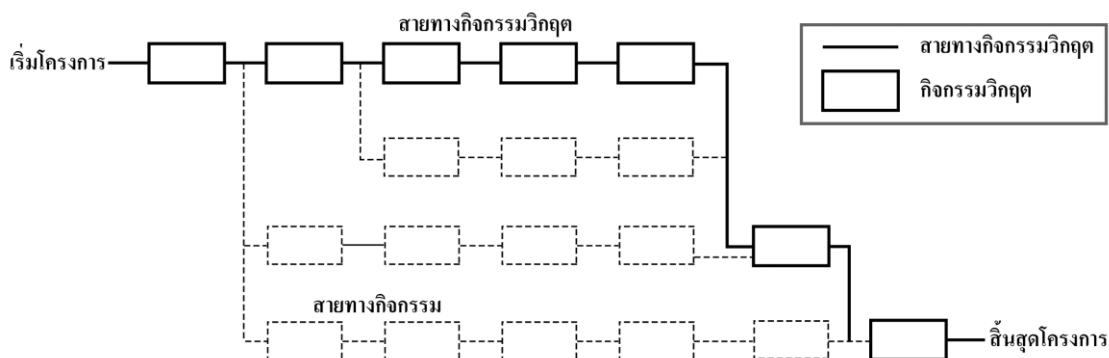 สายทางกิจกรรมวิกฤต
เริ่มโครงการ
สายทางกิจกรรมวิกฤต
กิจกรรมวิกฤต
สายทางกิจกรรม
สิ้นสุดโครงการ